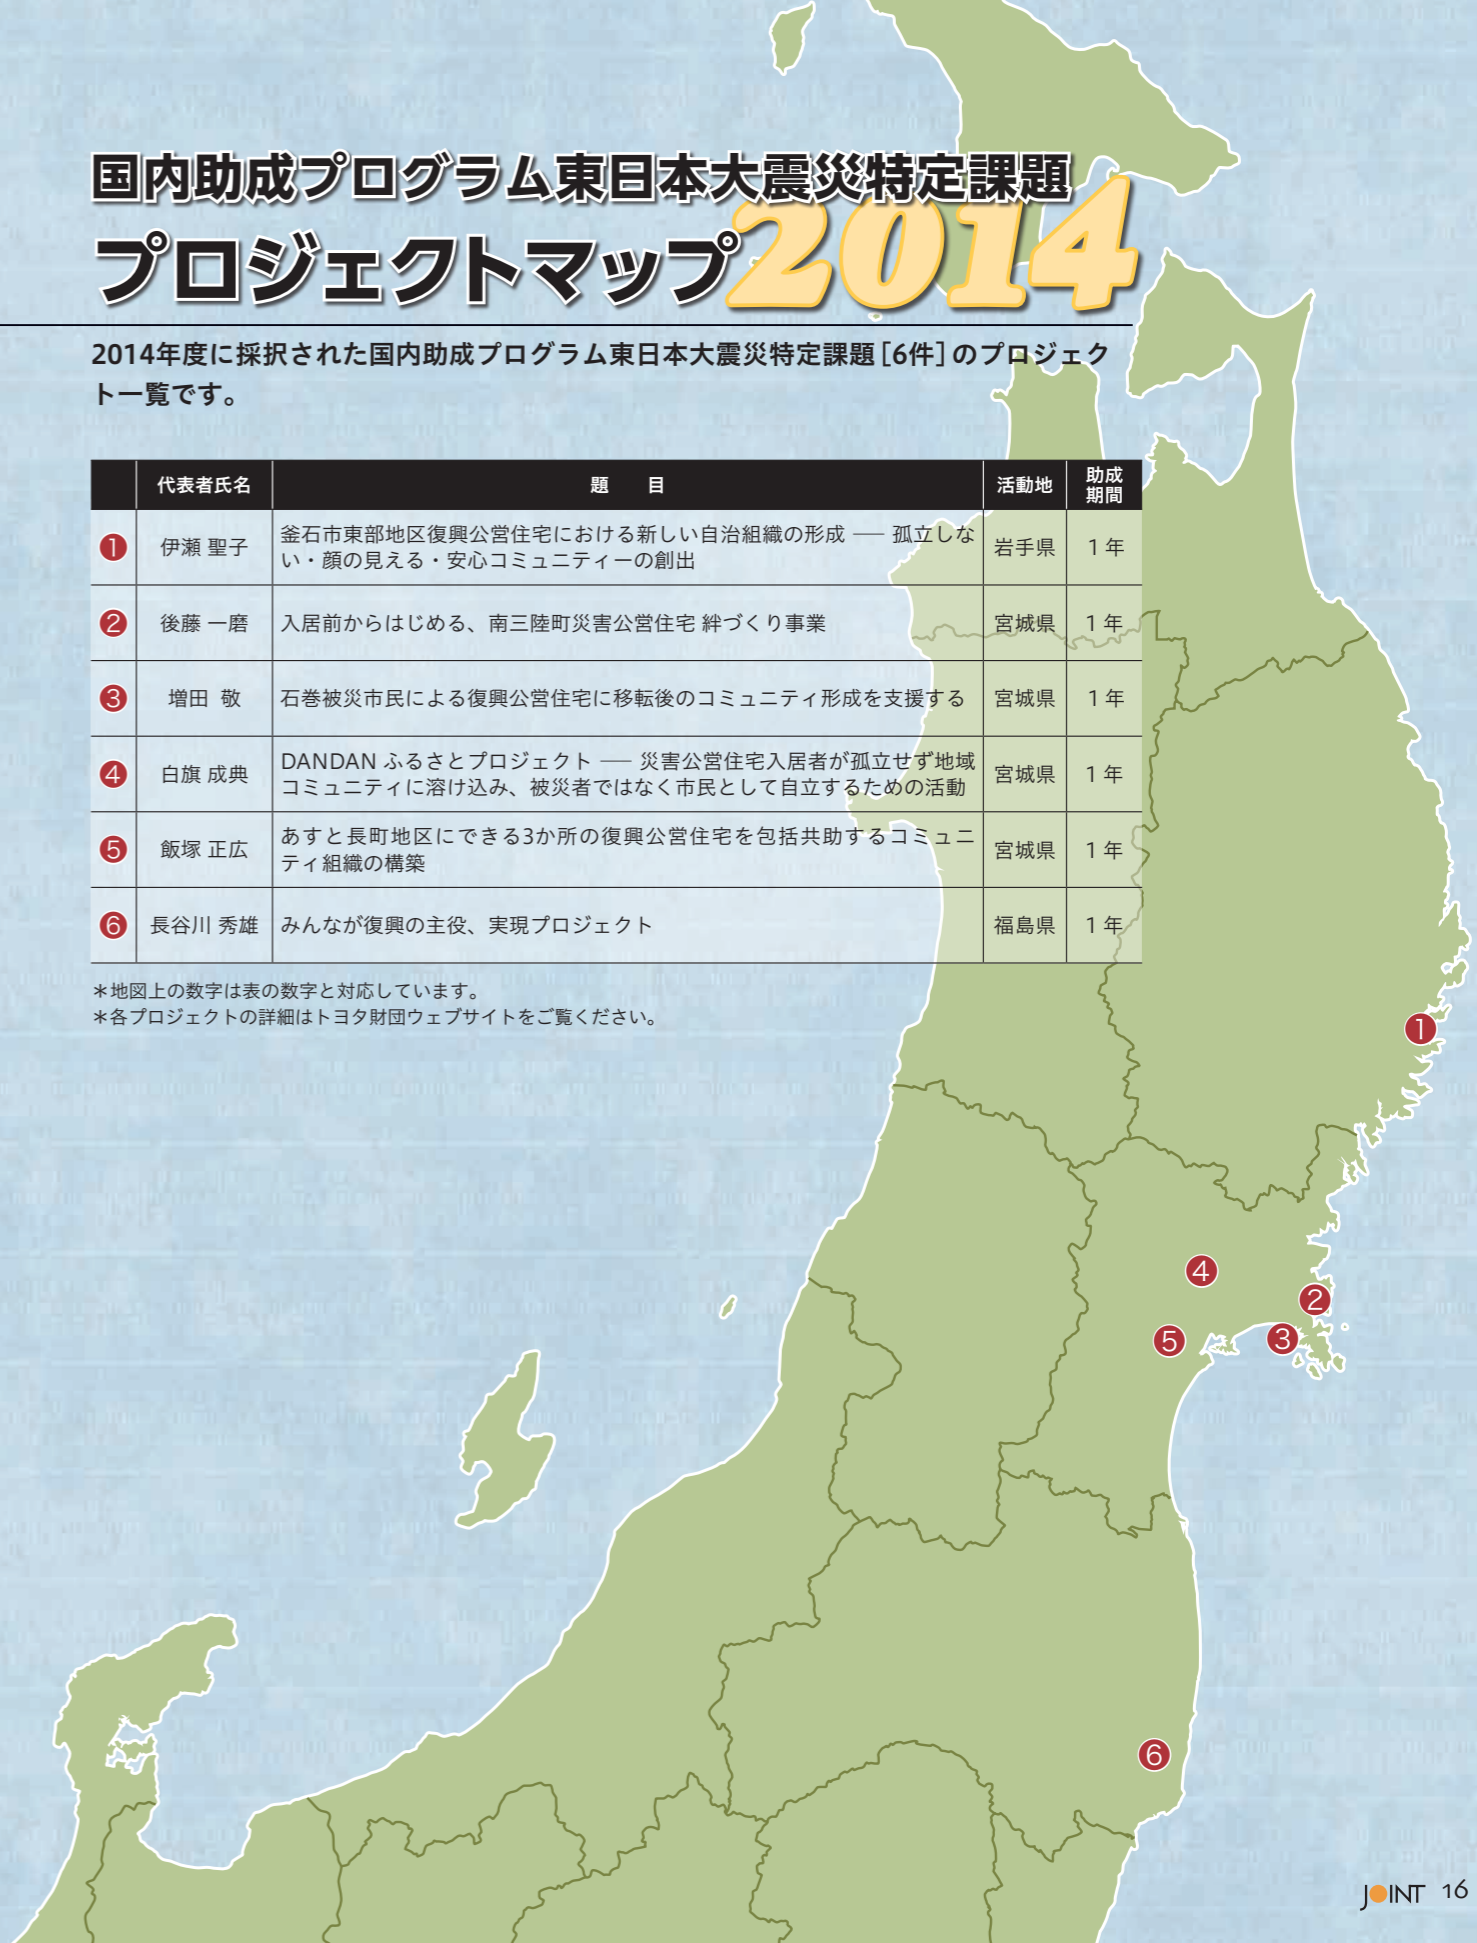 国内助成プログラム東日本大震災特定課題
プロジェクトマップ2014
2014年度に採択された国内助成プログラム東日本大震災特定課題［6件］のプロジェク
ト一覧です。
代表者氏名 題　目 活動地 助成期間
1 伊瀬 聖子 釜石市東部地区復興公営住宅における新しい自治組織の形成 ── 孤立しな
い・顔の見える・安心コミュニティーの創出 岩手県 1年
2 後藤 一磨 入居前からはじめる、南三陸町災害公営住宅 絆づくり事業 宮城県 1年
3 増田 敬 石巻被災市民による復興公営住宅に移転後のコミュニティ形成を支援する 宮城県 1年
4 白旗 成典 DANDAN ふるさとプロジェクト ── 災害公営住宅入居者が孤立せず地域
コミュニティに溶け込み、被災者ではなく市民として自立するための活動 宮城県 1年
5 飯塚 正広 あすと長町地区にできる3か所の復興公営住宅を包括共助するコミュニ
ティ組織の構築 宮城県 1年
6 長谷川 秀雄 みんなが復興の主役、実現プロジェクト 福島県 1年
＊地図上の数字は表の数字と対応しています。
＊各プロジェクトの詳細はトヨタ財団ウェブサイトをご覧ください。
1
4
2
5
3
6
JOINT 16